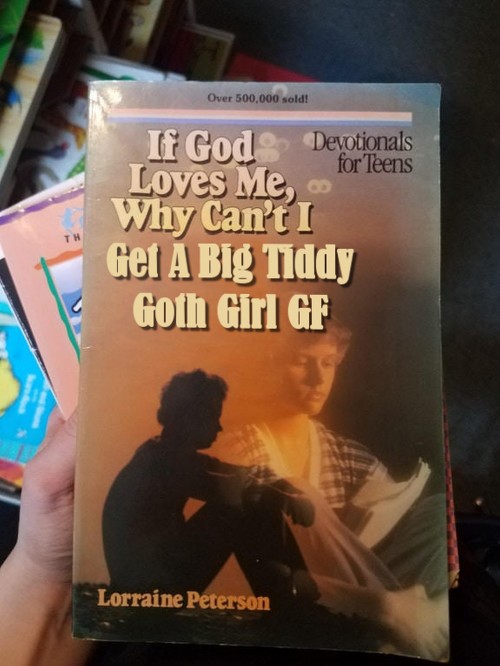 Over 500,000 sold!
Devotionals
for Teens
If God
Loves Me,
Why Can't I
Get A Big Tiddy
Goth Girl GF
Lorraine Peterson
TH